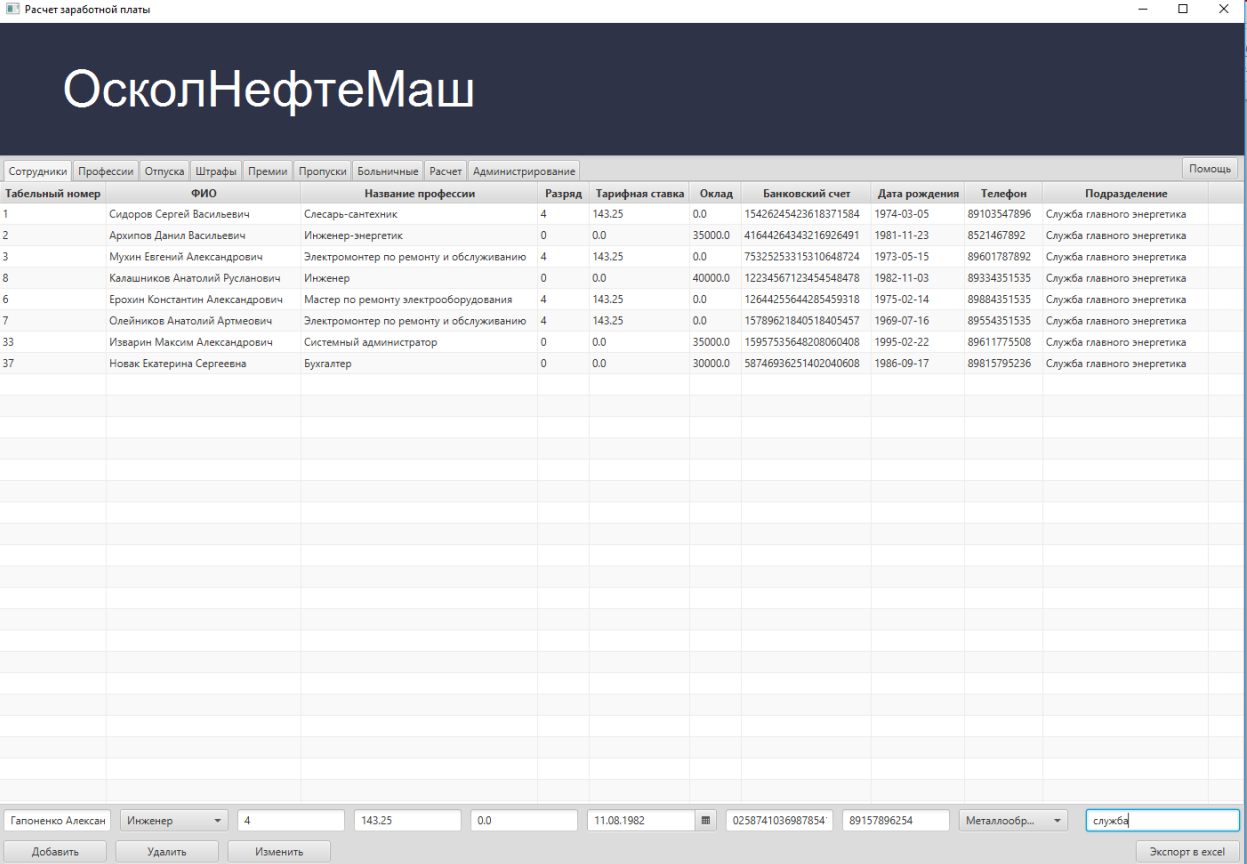 Расчет заработной платы
ОсколНефтеМаш
Сотрудники Профессии Отпуска Штрафы Премии Пропуски Больничные Расчет Администрирование Помощь
Табельный номер ФИО Название профессии Разряд Тарифная ставка Оклад Банковский счет Дата рождения Телефон Подразделение
1 Сидоров Сергей Васильевич Слесарь-сантехник 4 143.25 0.0 15426245423618371584 1974-03-05 89103547896 Служба главного энергетика
2 Архипов Данил Васильевич Инженер-энергетик 0 0.0 35000.0 41644264343216926491 1981-11-23 8521467892 Служба главного энергетика
3 Мухин Евгений Александрович Электромонтер по ремонту и обслуживанию 4 143.25 0.0 75325253315310648724 1973-05-15 89601787892 Служба главного энергетика
8 Калашников Анатолий Русланович Инженер 0 0.0 40000.0 12234567123454548478 1982-11-03 89334351535 Служба главного энергетика
6 Ерохин Константин Александрович Мастер по ремонту электрооборудования 4 143.25 0.0 12644255644285459318 1975-02-14 89884351535 Служба главного энергетика
7 Олейников Анатолий Артмеович Электромонтер по ремонту и обслуживанию 4 143.25 0.0 15789621840518405457 1969-07-16 89554351535 Служба главного энергетика
33 Изварин Максим Александрович Системный администратор 0 0.0 35000.0 15957535648208060408 1995-02-22 89611775508 Служба главного энергетика
37 Новак Екатерина Сергеевна Бухгалтер 0 0.0 30000.0 58746936251402040608 1986-09-17 89815795236 Служба главного энергетика
Гапоненко Алексан Инженер 4 143.25 0.0 11.08.1982 0258741036987854 89157896254 Металлообр... служба
Добавить Удалить Изменить Экспорт в excel